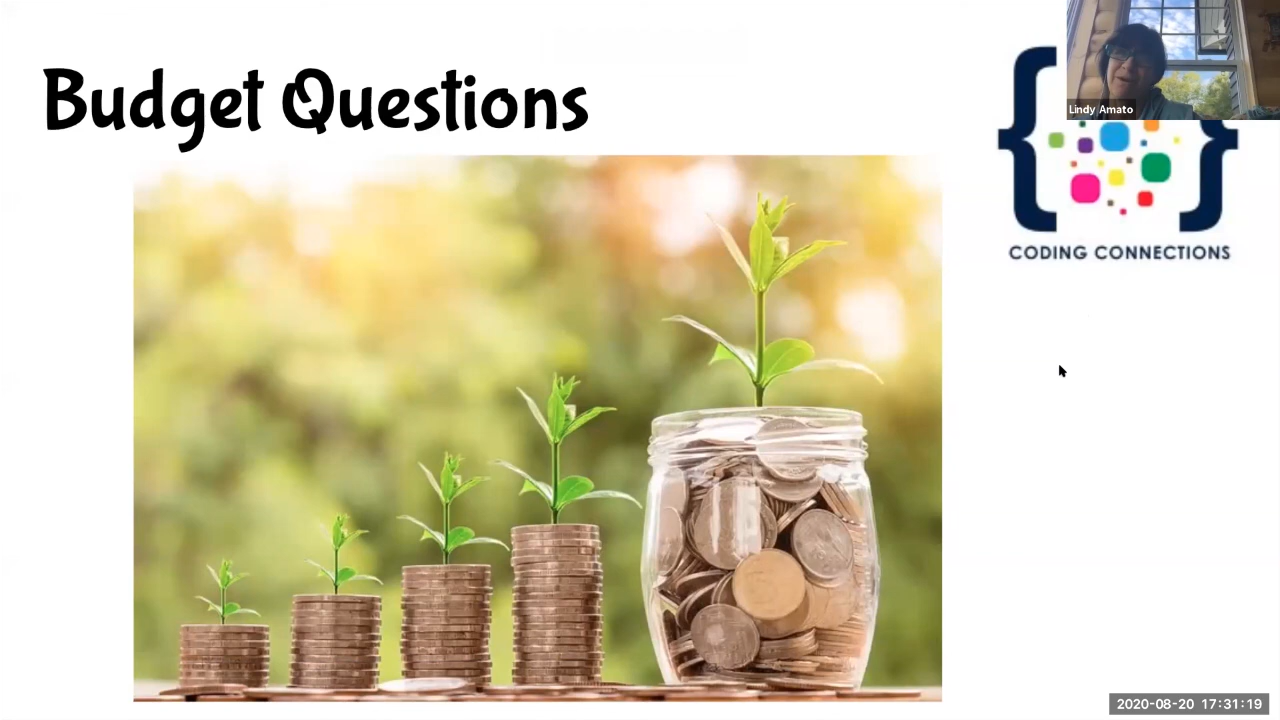 Budget Questions
Lindy Amato
CODING CONNECTIONS
2020-08-20 17:31:19